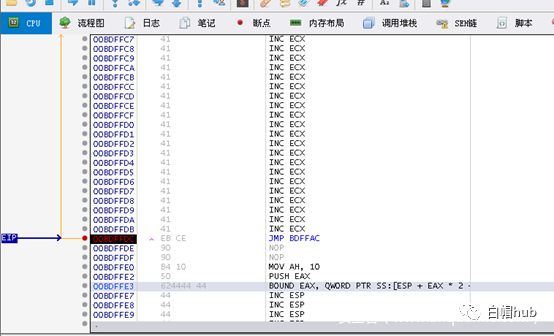 CPU 流程图 日志 笔记 断点 内存布局 调用堆栈 SEH链 脚本
00BDFFC7 41 INC ECX
00BDFFC8 41 INC ECX
00BDFFC9 41 INC ECX
00BDFFCA 41 INC ECX
00BDFFCB 41 INC ECX
00BDFFCC 41 INC ECX
00BDFFCD 41 INC ECX
00BDFFCE 41 INC ECX
00BDFFCF 41 INC ECX
00BDFFD0 41 INC ECX
00BDFFD1 41 INC ECX
00BDFFD2 41 INC ECX
00BDFFD3 41 INC ECX
00BDFFD4 41 INC ECX
00BDFFD5 41 INC ECX
00BDFFD6 41 INC ECX
00BDFFD7 41 INC ECX
00BDFFD8 41 INC ECX
00BDFFD9 41 INC ECX
00BDFFDA 41 INC ECX
00BDFFDB 41 INC ECX
EIP 00BDFFDC EB CE JMP BDFFAC
00BDFFDE 90 NOP
00BDFFDF 90 NOP
00BDFFE0 B4 10 MOV AH, 10
00BDFFE2 50 PUSH EAX
00BDFFE3 624444 44 BOUND EAX, QWORD PTR SS:[ESP + EAX * 2
00BDFFE7 44 INC ESP
00BDFFE8 44 INC ESP
00BDFFE9 44 INC ESP
白帽hub